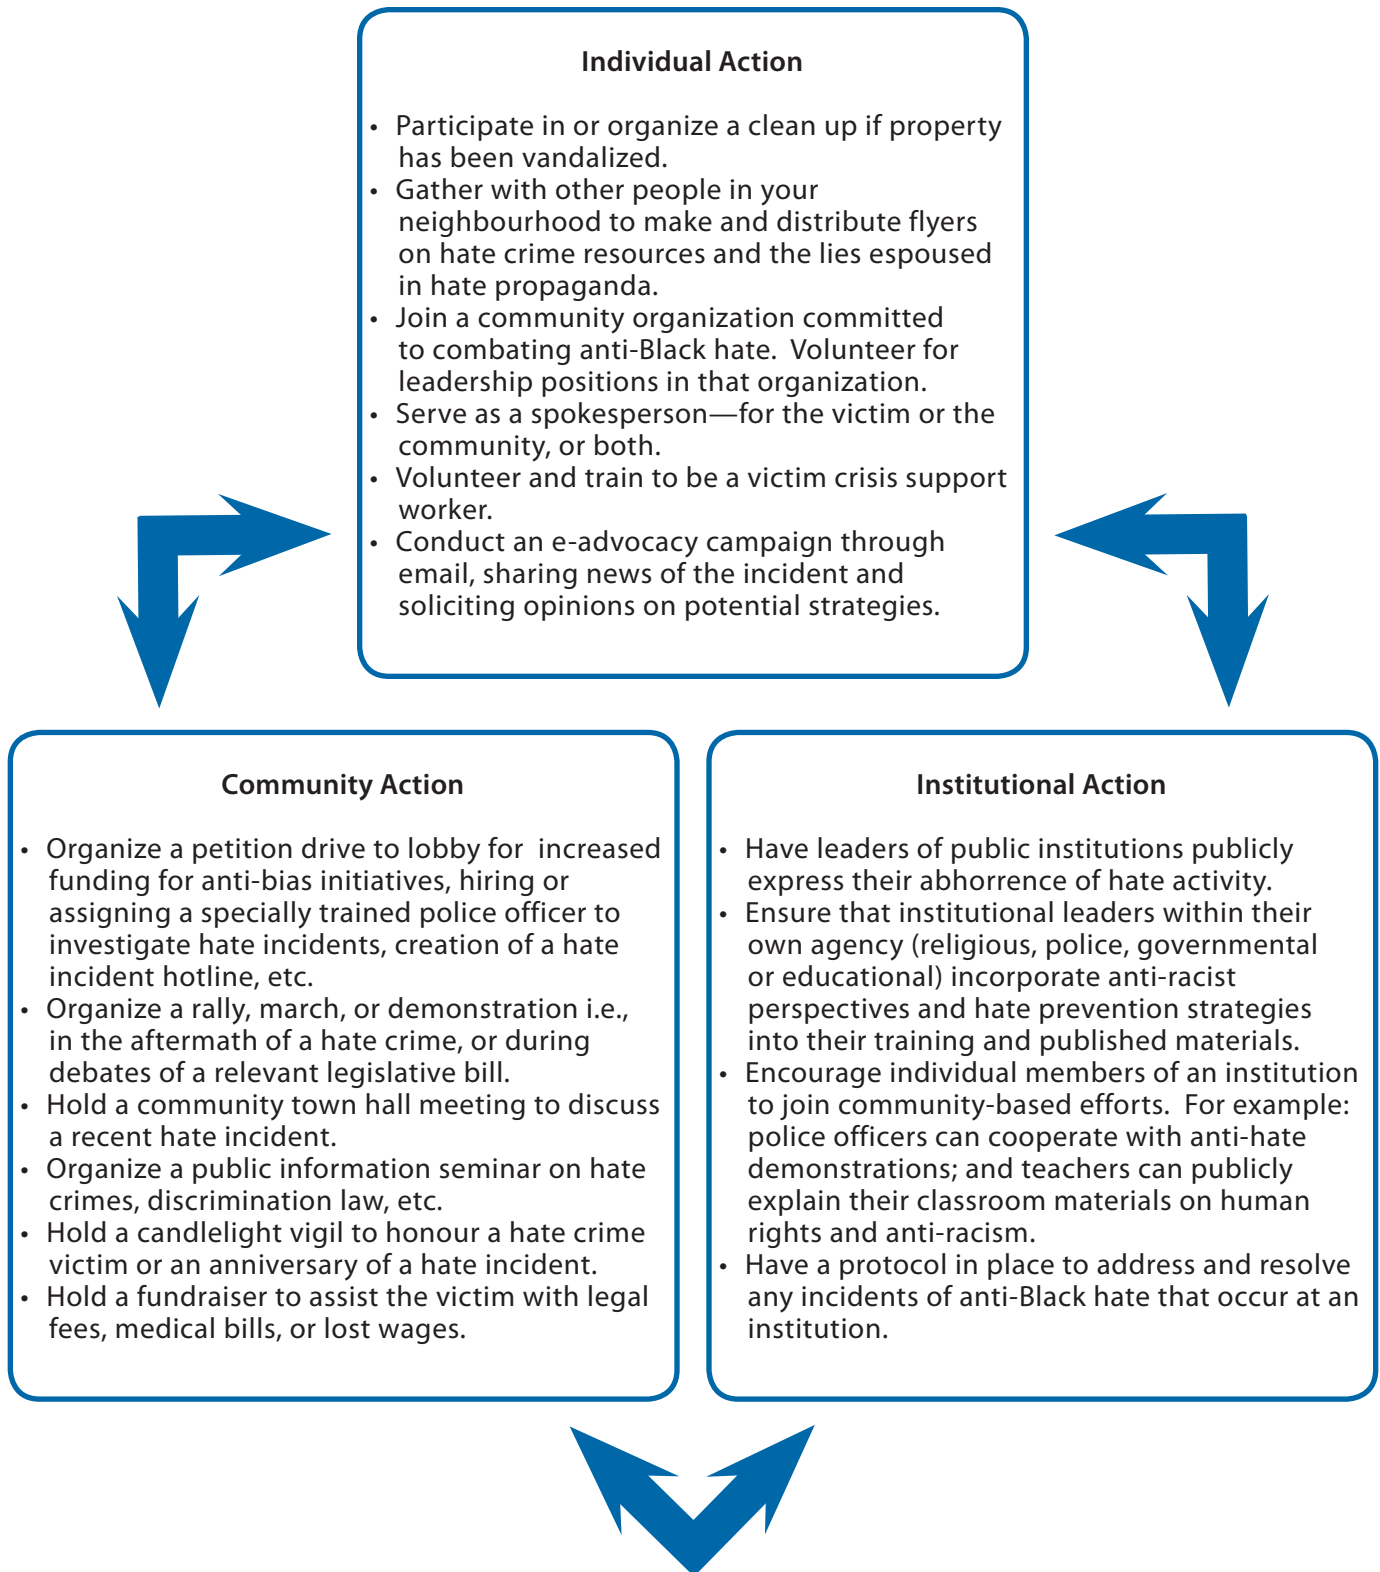 Individual Action
• Participate in or organize a clean up if property
has been vandalized.
• Gather with other people in your
neighbourhood to make and distribute flyers
on hate crime resources and the lies espoused
in hate propaganda.
• Join a community organization committed
to combating anti-Black hate.  Volunteer for
leadership positions in that organization.
• Serve as a spokesperson—for the victim or the
community, or both.
• Volunteer and train to be a victim crisis support
worker.
• Conduct an e-advocacy campaign through
email, sharing news of the incident and
soliciting opinions on potential strategies.
Community Action
• Organize a petition drive to lobby for  increased
funding for anti-bias initiatives, hiring or
assigning a specially trained police officer to
investigate hate incidents, creation of a hate
incident hotline, etc.
• Organize a rally, march, or demonstration i.e.,
in the aftermath of a hate crime, or during
debates of a relevant legislative bill.
• Hold a community town hall meeting to discuss
a recent hate incident.
• Organize a public information seminar on hate
crimes, discrimination law, etc.
• Hold a candlelight vigil to honour a hate crime
victim or an anniversary of a hate incident.
• Hold a fundraiser to assist the victim with legal
fees, medical bills, or lost wages.
Institutional Action
• Have leaders of public institutions publicly
express their abhorrence of hate activity.
• Ensure that institutional leaders within their
own agency (religious, police, governmental
or educational) incorporate anti-racist
perspectives and hate prevention strategies
into their training and published materials.
• Encourage individual members of an institution
to join community-based efforts.  For example:
police officers can cooperate with anti-hate
demonstrations; and teachers can publicly
explain their classroom materials on human
rights and anti-racism.
• Have a protocol in place to address and resolve
any incidents of anti-Black hate that occur at an
institution.